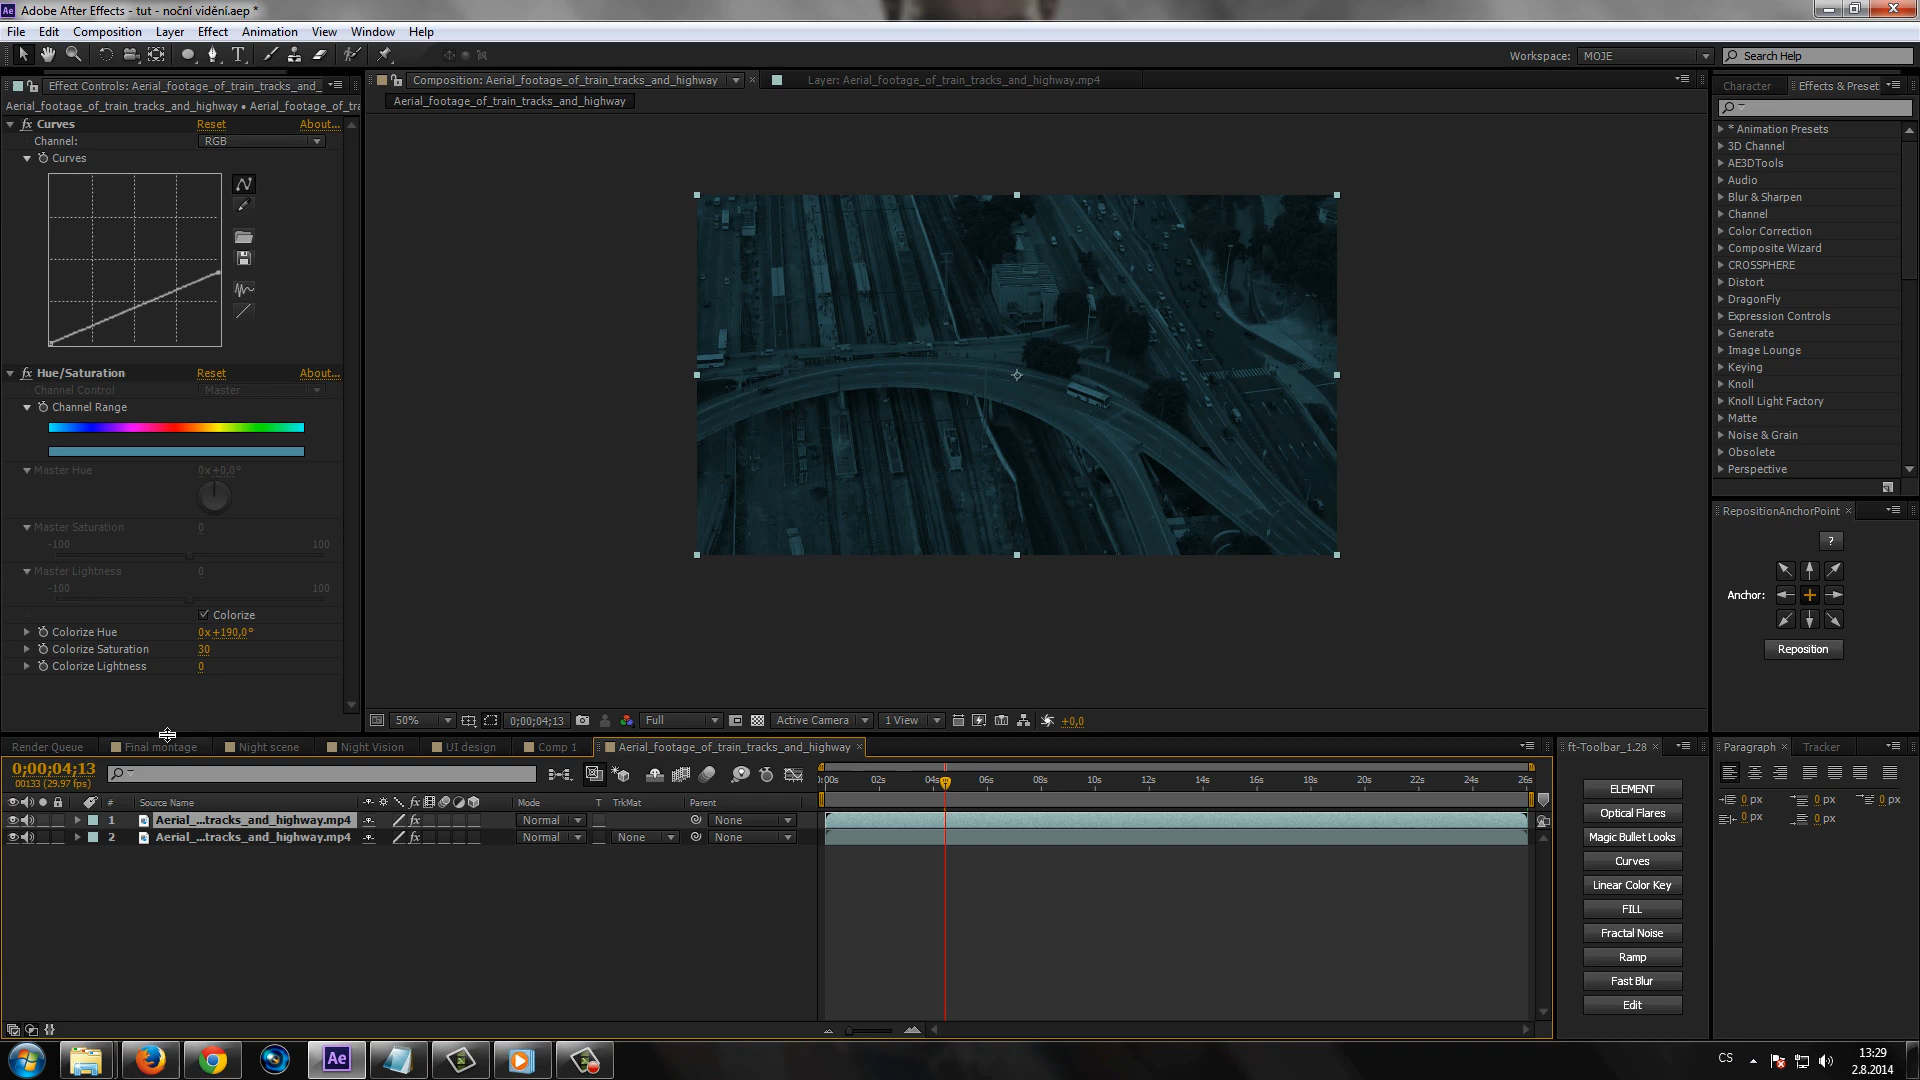 Adobe After Effects - tut - noční vidění.aep *
File Edit Composition Layer Effect Animation View Window Help
Workspace: MOJE Search Help
Effect Controls: Aerial_footage_of_train_tracks_and_
Composition: Aerial_footage_of_train_tracks_and_highway
Layer: Aerial_footage_of_train_tracks_and_highway.mp4
Aerial_footage_of_train_tracks_and_highway • Aerial_footage_of_tra
Aerial_footage_of_train_tracks_and_highway
fx Curves Reset About...
Channel: RGB
Curves
fx Hue/Saturation Reset About...
Channel Control Master
Channel Range
Master Hue 0x+0,0°
Master Saturation 0
-100 100
Master Lightness 0
-100 100
Colorize
Colorize Hue 0x+190,0°
Colorize Saturation 30
Colorize Lightness 0
50% 0;00;04;13 Full Active Camera 1 View +0,0
Character Effects & Preset
* Animation Presets
3D Channel
AE3DTools
Audio
Blur & Sharpen
Channel
Color Correction
Composite Wizard
CROSSPHERE
Distort
DragonFly
Expression Controls
Generate
Image Lounge
Keying
Knoll
Knoll Light Factory
Matte
Noise & Grain
Obsolete
Perspective
RepositionAnchorPoint
?
Anchor:
Reposition
Render Queue Final montage Night scene Night Vision UI design Comp 1 Aerial_footage_of_train_tracks_and_highway
0;00;04;13
00133 (29.97 fps)
):00s 02s 04s 06s 08s 10s 12s 14s 16s 18s 20s 22s 24s 26s
# Source Name fx Mode T TrkMat Parent
1 Aerial_...tracks_and_highway.mp4 fx Normal None
2 Aerial_...tracks_and_highway.mp4 fx Normal None None
ft-Toolbar_1.28
ELEMENT
Optical Flares
Magic Bullet Looks
Curves
Linear Color Key
FILL
Fractal Noise
Ramp
Fast Blur
Edit
Paragraph Tracker
0 px 0 px 0 px
0 px 0 px
Ae
CS
13:29
2.8.2014